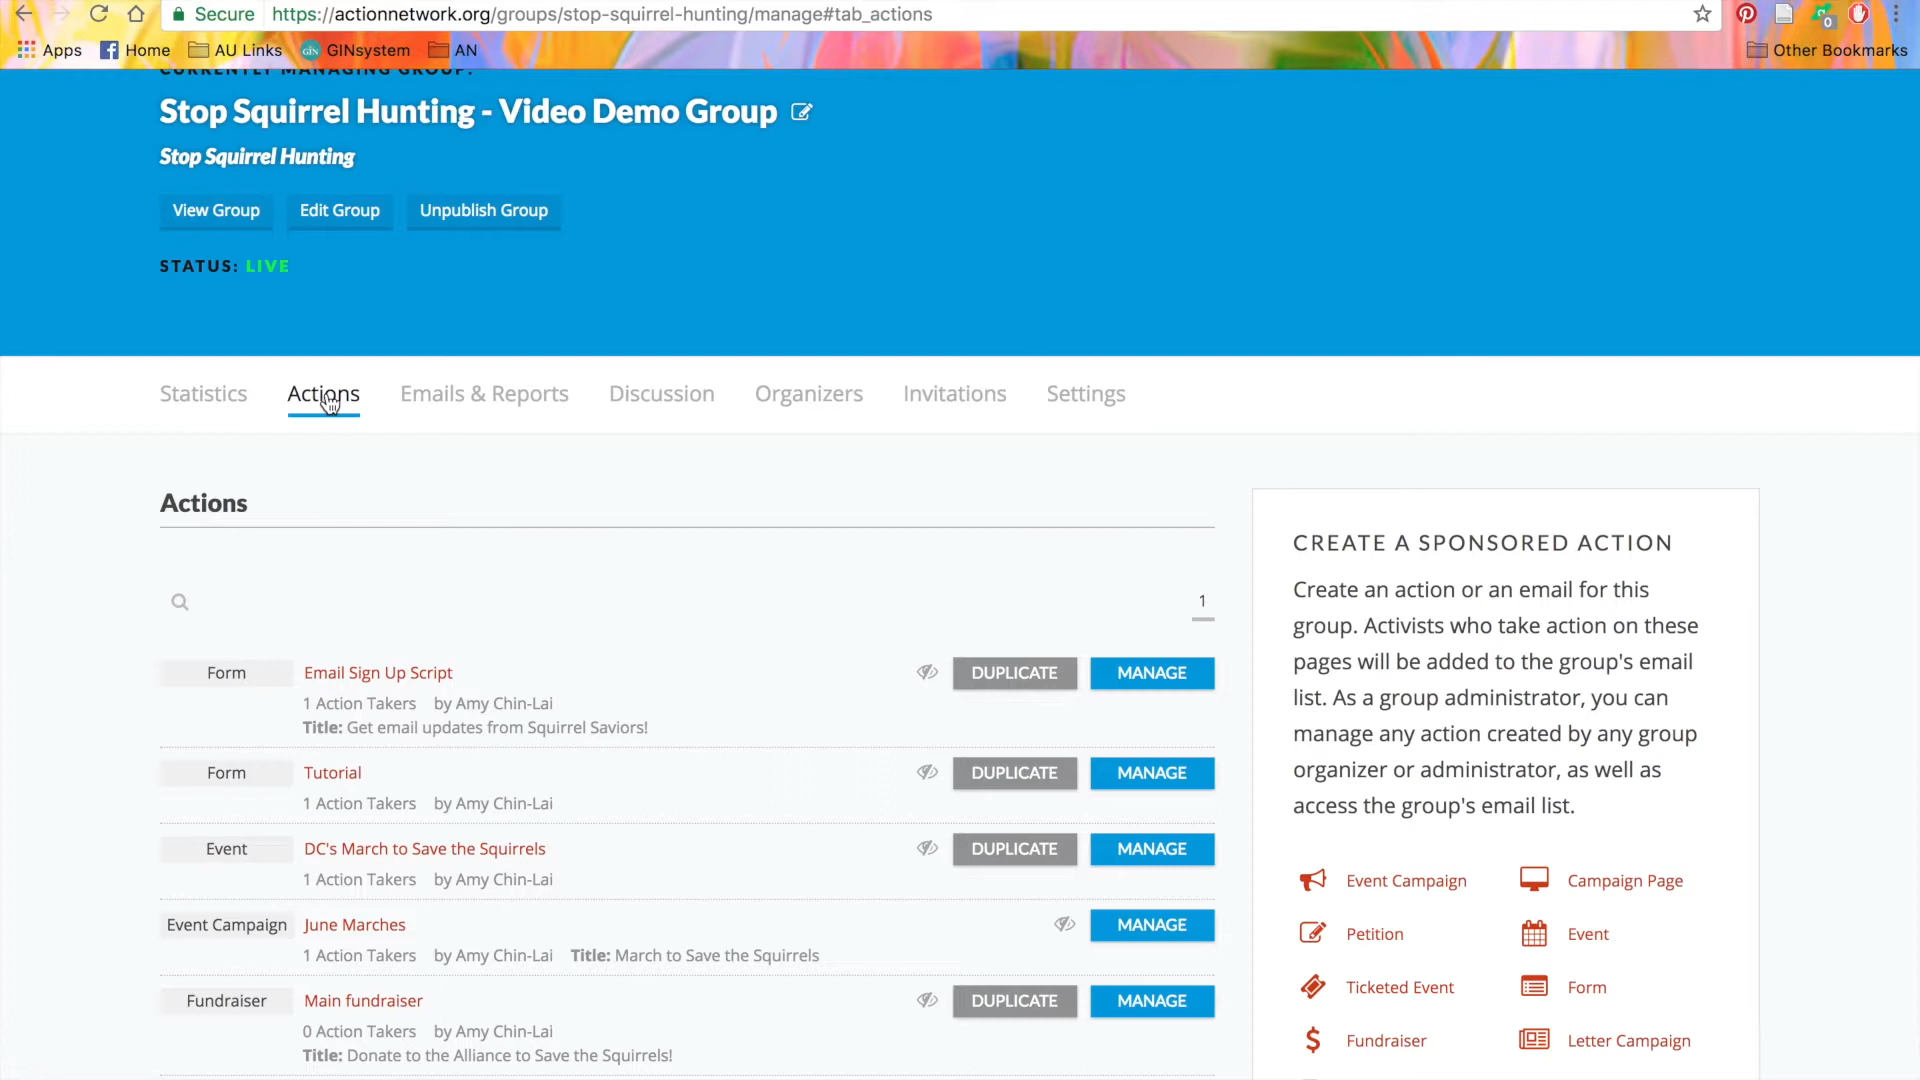 Secure https://actionnetwork.org/groups/stop-squirrel-hunting/manage#tab_actions
0
Apps Home AU Links GIN GINsystem AN Other Bookmarks
CURRENTLY MANAGING GROUP:
Stop Squirrel Hunting - Video Demo Group
Stop Squirrel Hunting
View Group Edit Group Unpublish Group
STATUS: LIVE
Statistics Actions Emails & Reports Discussion Organizers Invitations Settings
Actions
1
Form Email Sign Up Script DUPLICATE MANAGE
1 Action Takers by Amy Chin-Lai
Title: Get email updates from Squirrel Saviors!
Form Tutorial DUPLICATE MANAGE
1 Action Takers by Amy Chin-Lai
Event DC's March to Save the Squirrels DUPLICATE MANAGE
1 Action Takers by Amy Chin-Lai
Event Campaign June Marches MANAGE
1 Action Takers by Amy Chin-Lai Title: March to Save the Squirrels
Fundraiser Main fundraiser DUPLICATE MANAGE
0 Action Takers by Amy Chin-Lai
Title: Donate to the Alliance to Save the Squirrels!
CREATE A SPONSORED ACTION
Create an action or an email for this
group. Activists who take action on these
pages will be added to the group's email
list. As a group administrator, you can
manage any action created by any group
organizer or administrator, as well as
access the group's email list.
Event Campaign Campaign Page
Petition Event
Ticketed Event Form
Fundraiser Letter Campaign